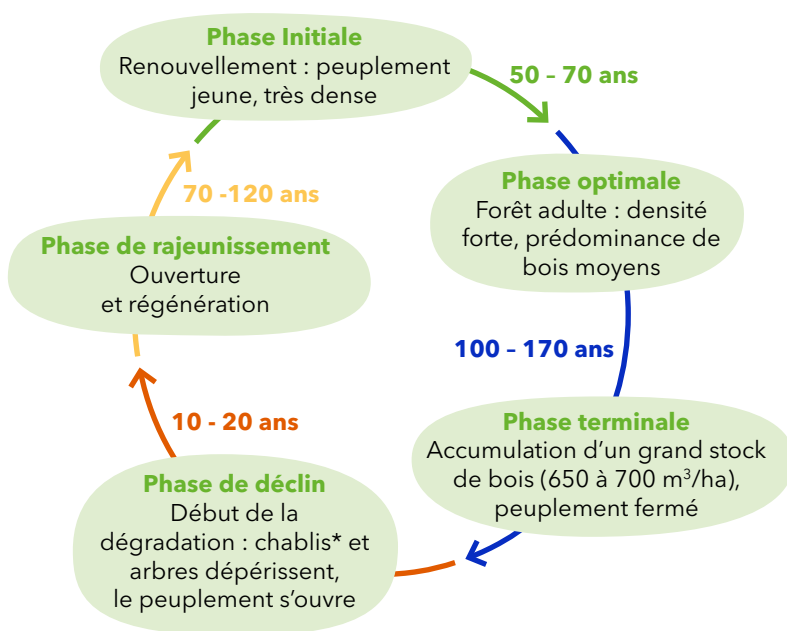 Phase Initiale
Renouvellement : peuplement
jeune, très dense
50 – 70 ans
Phase optimale
Forêt adulte : densité
forte, prédominance de
bois moyens
100 – 170 ans
Phase terminale
Accumulation d’un grand stock
de bois (650 à 700 m³/ha),
peuplement fermé
Phase de déclin
Début de la
dégradation : chablis* et
arbres dépérissent,
le peuplement s’ouvre
10 - 20 ans
Phase de rajeunissement
Ouverture
et régénération
70 -120 ans